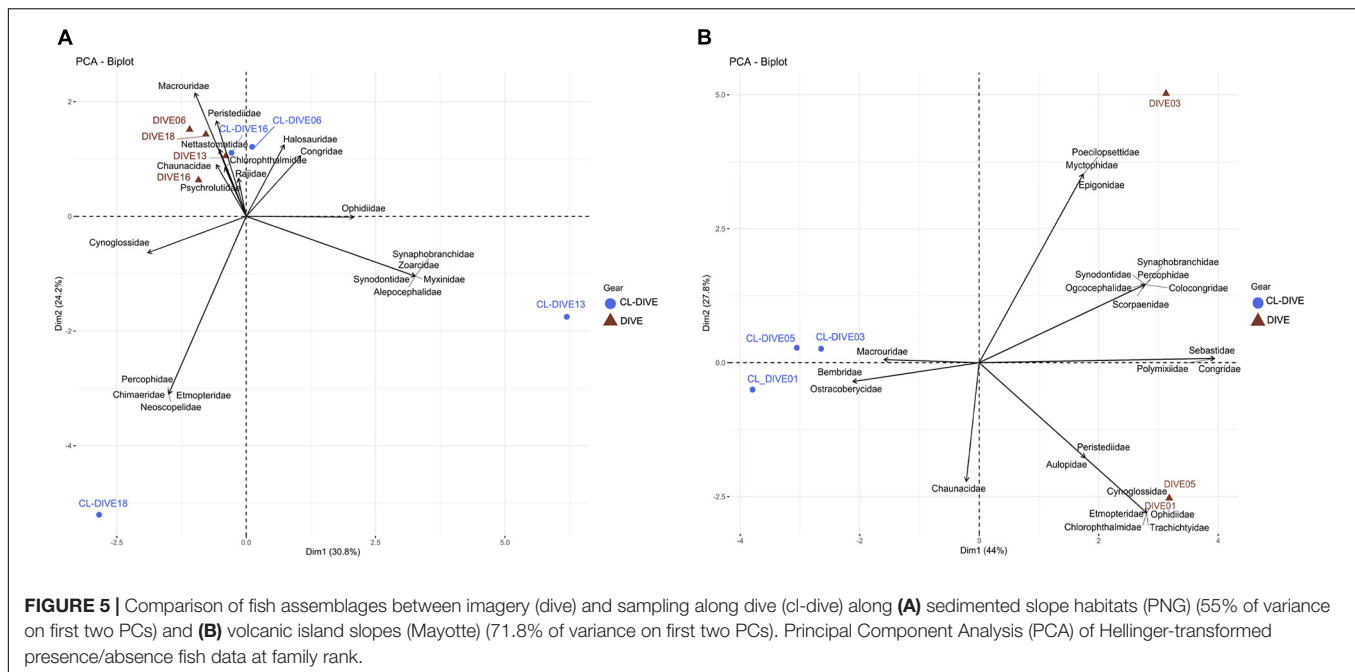 A
PCA - Biplot
Macrouridae
Peristediidae
DIVE06
CL-DIVE16
CL-DIVE06
DIVE18
Halosauridae
Nettastomatidae
Congridae
DIVE13
Chlorophthalmidae
Chaunacidae
Rajidae
DIVE16
Psychrolutidae
Ophidiidae
Cynoglossidae
Synaphobranchidae
Zoarcidae
Synodontidae
Myxinidae
Alepocephalidae
CL-DIVE13
Percophidae
Chimaeridae
Etmopteridae
Neoscopelidae
CL-DIVE18
2
0
-2
-4
Dim2 (24.2%)
-2.5
0.0
2.5
5.0
Dim1 (30.8%)
Gear
CL-DIVE
DIVE
B
PCA - Biplot
DIVE03
Poecilopsettidae
Myctophidae
Epigonidae
Synaphobranchidae
Synodontidae
Percophidae
Ogcocephalidae
Colocongridae
Scorpaenidae
CL-DIVE05
CL-DIVE03
Macrouridae
Sebastidae
Bembridae
Polymixiidae
Congridae
CL_DIVE01
Ostracoberycidae
Peristediidae
Aulopidae
Chaunacidae
DIVE05
Cynoglossidae
DIVE01
Etmopteridae
Ophidiidae
Chlorophthalmidae
Trachichtyidae
5.0
2.5
0.0
-2.5
Dim2 (27.8%)
-4
-2
0
2
4
Dim1 (44%)
Gear
CL-DIVE
DIVE
FIGURE 5 | Comparison of fish assemblages between imagery (dive) and sampling along dive (cl-dive) along (A) sedimented slope habitats (PNG) (55% of variance
on first two PCs) and (B) volcanic island slopes (Mayotte) (71.8% of variance on first two PCs). Principal Component Analysis (PCA) of Hellinger-transformed
presence/absence fish data at family rank.